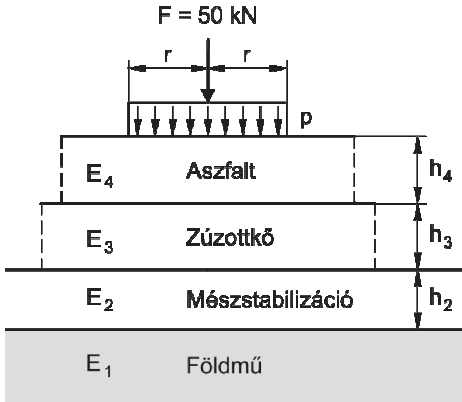 F = 50 kN
r r
p
E4 Aszfalt h4
E3 Zúzottkő h3
E2 Mészstabilizáció h2
E1 Földmű